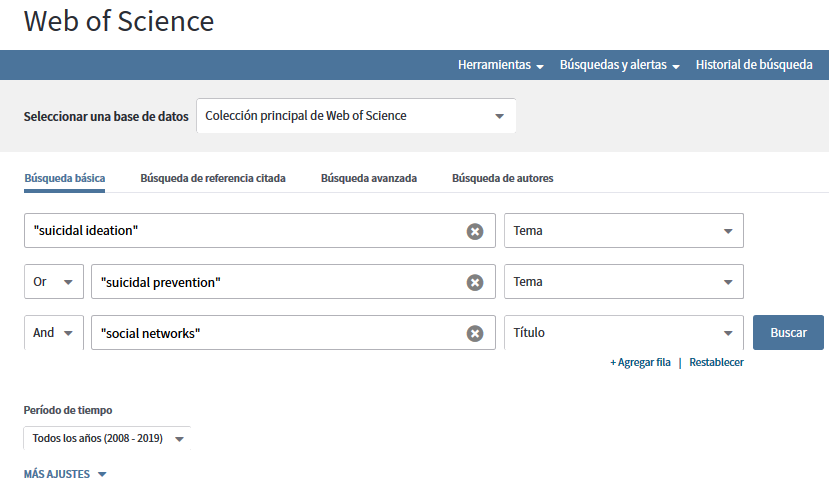 Web of Science
Herramientas Búsquedas y alertas Historial de búsqueda
Seleccionar una base de datos Colección principal de Web of Science
Búsqueda básica Búsqueda de referencia citada Búsqueda avanzada Búsqueda de autores
"suicidal ideation" Tema
Or "suicidal prevention" Tema
And "social networks" Título Buscar
+ Agregar fila | Restablecer
Período de tiempo
Todos los años (2008 - 2019)
MÁS AJUSTES